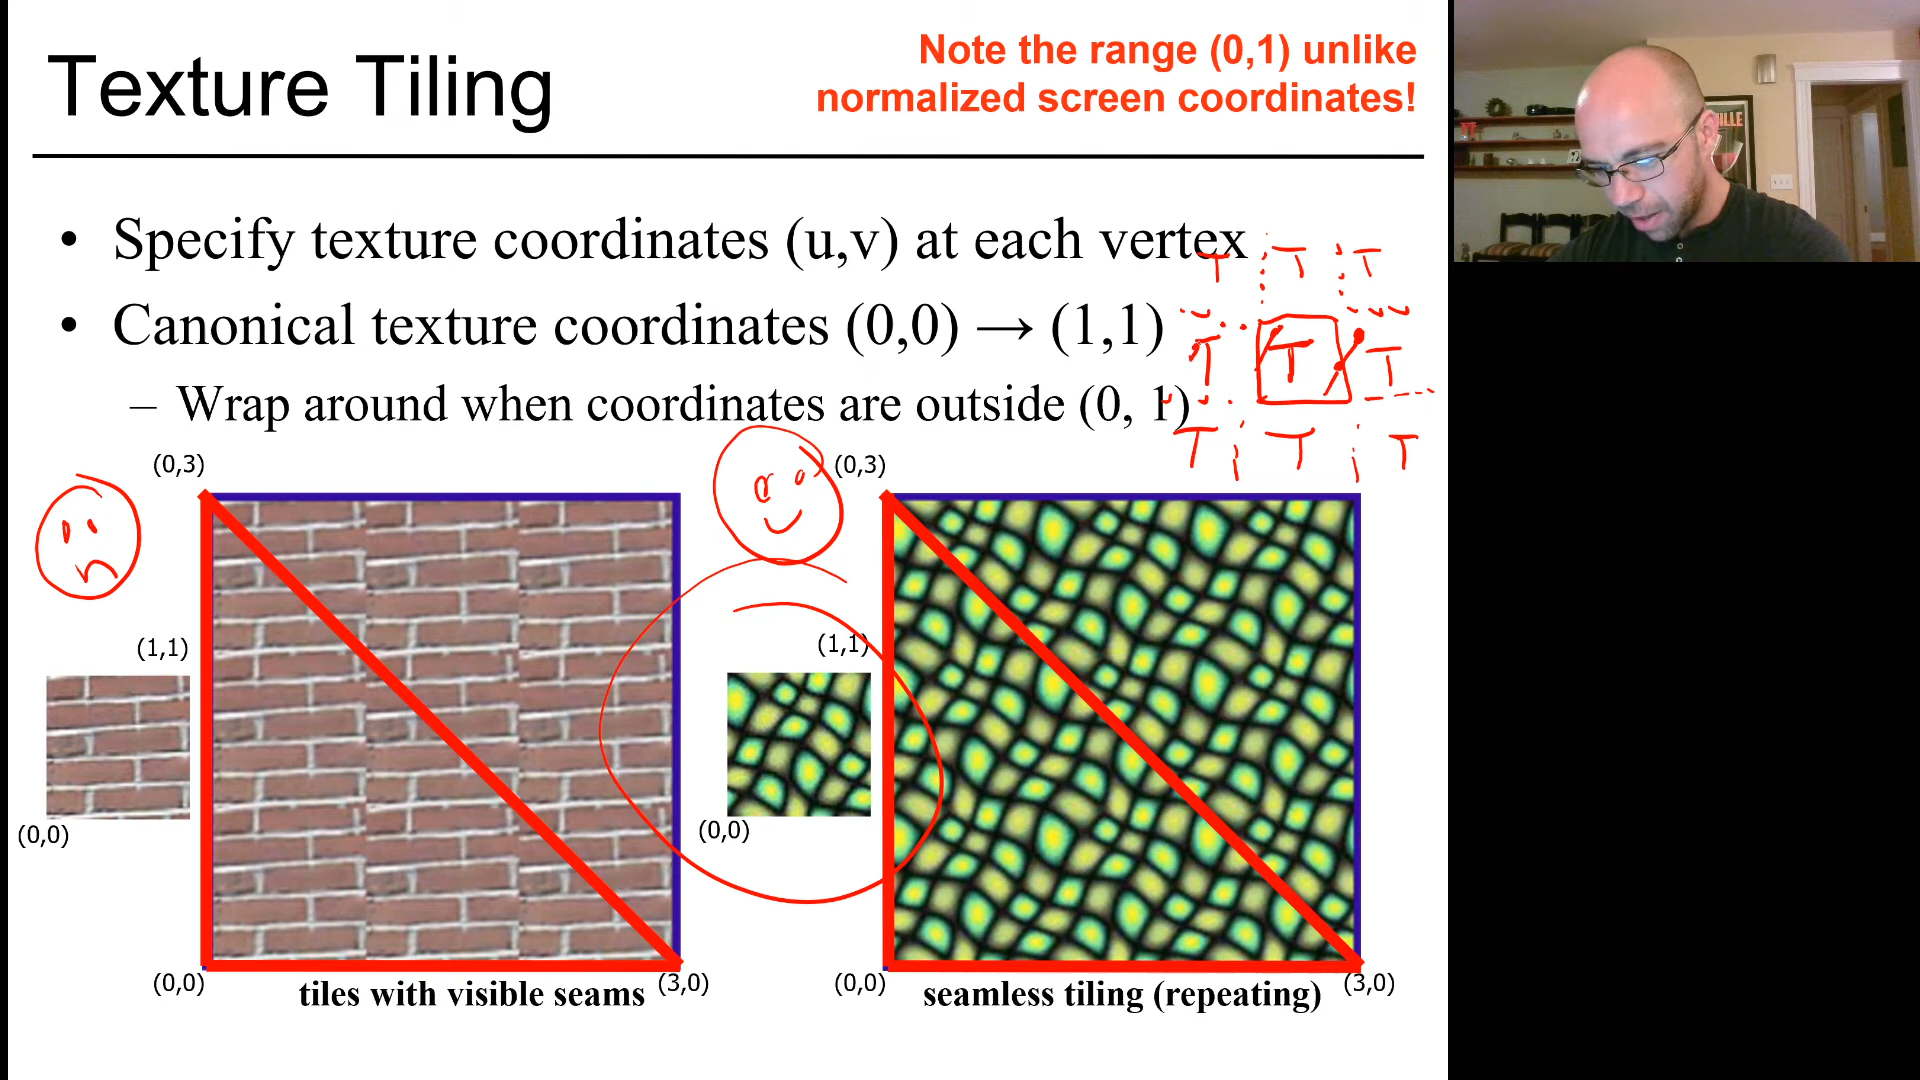 Texture Tiling
Note the range (0,1) unlike
normalized screen coordinates!
• Specify texture coordinates (u,v) at each vertex
• Canonical texture coordinates (0,0) → (1,1)
– Wrap around when coordinates are outside (0, 1)
T T T
T T T
T T T
(0,3)
(1,1)
(0,0)
(0,0)
(3,0)
tiles with visible seams
(0,3)
(1,1)
(0,0)
(0,0)
(3,0)
seamless tiling (repeating)